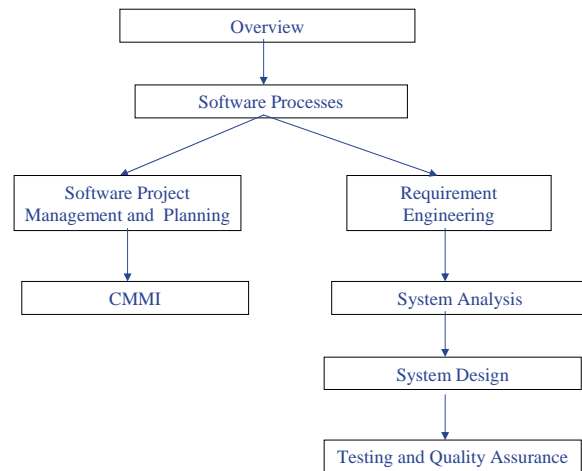 Overview
Software Processes
Software Project
Management and Planning
Requirement
Engineering
CMMI
System Analysis
System Design
Testing and Quality Assurance